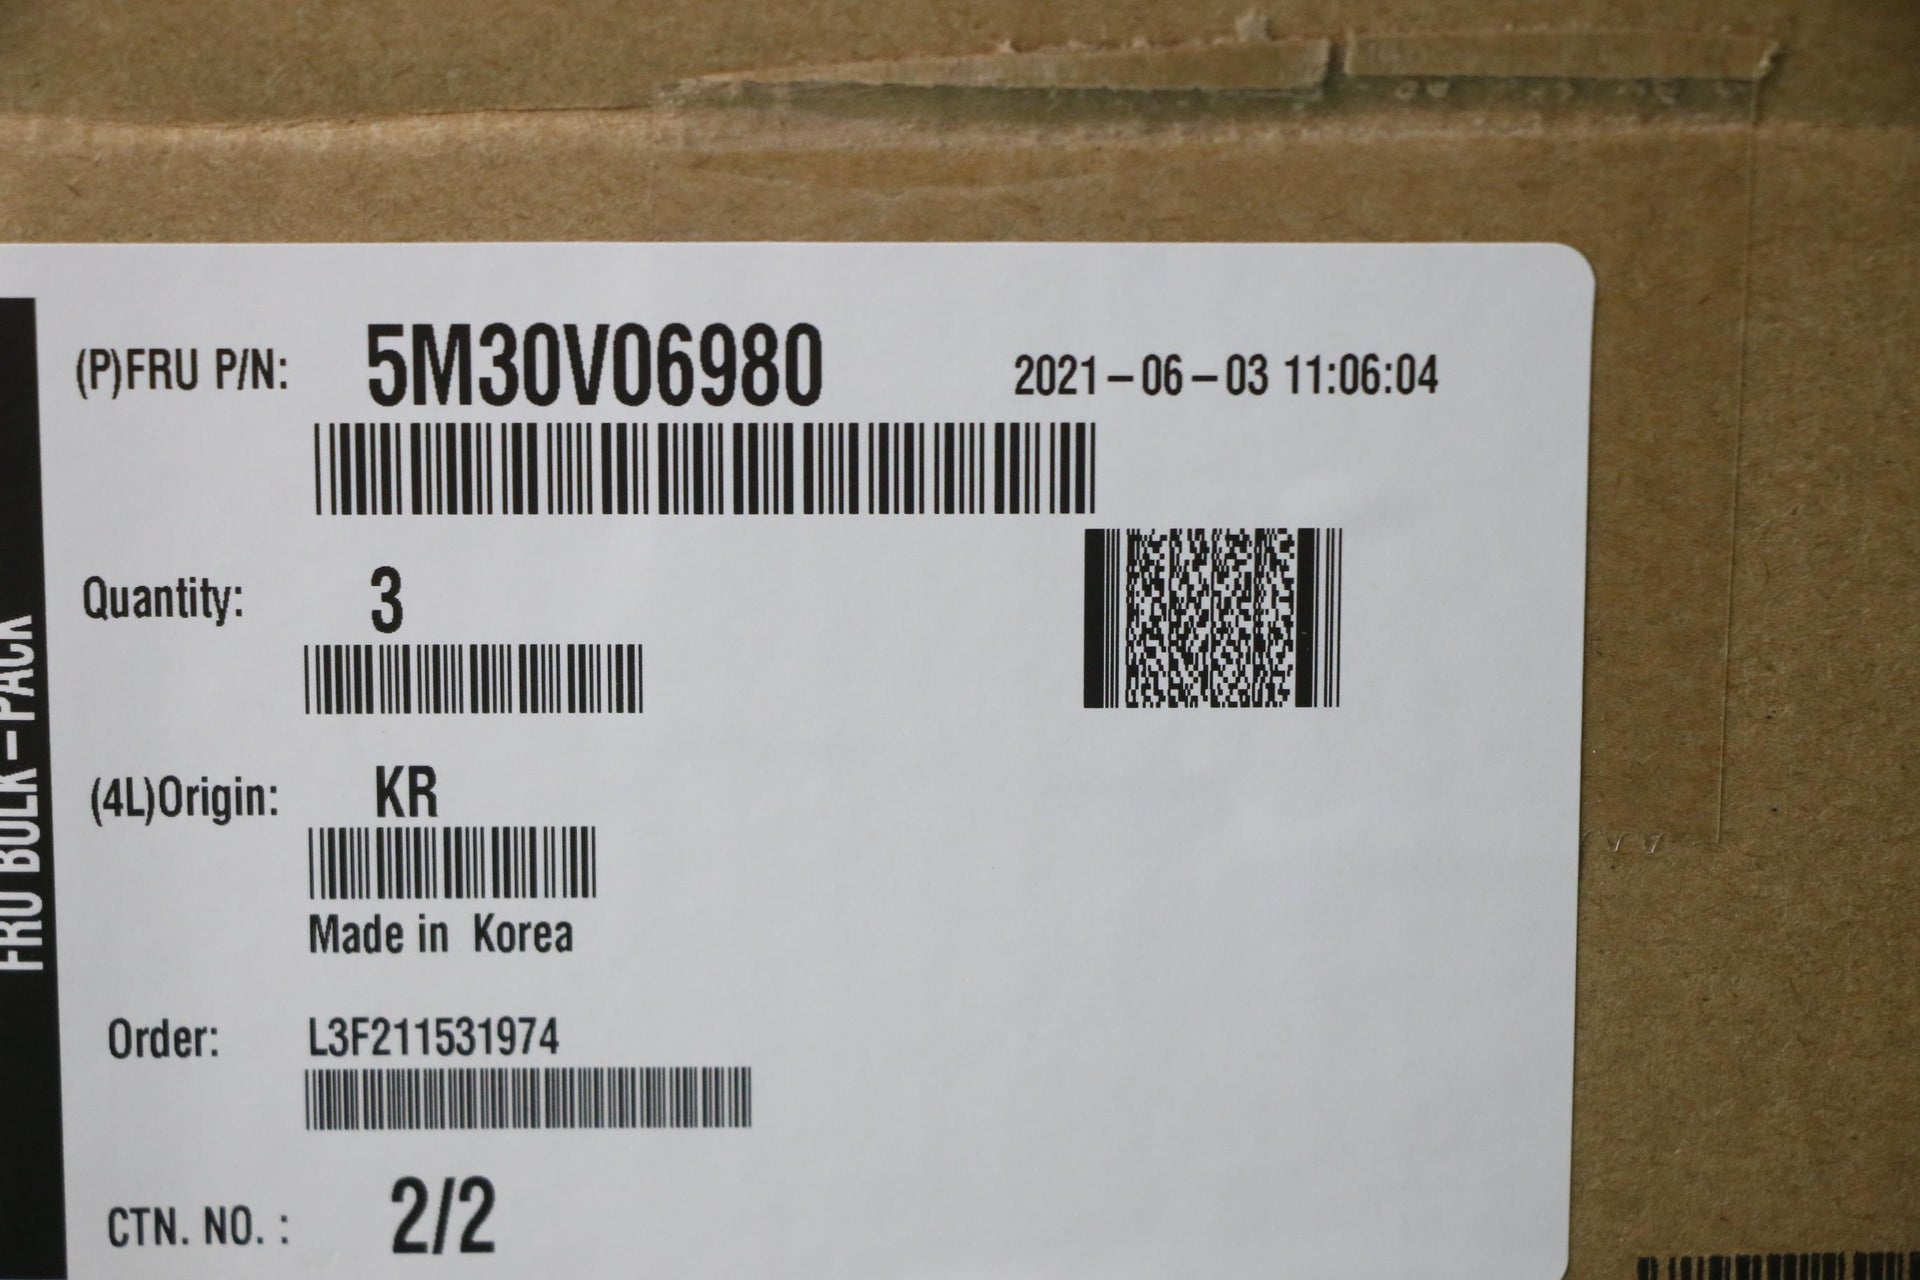 (P)FRU P/N: 5M30V06980 2021-06-03 11:06:04
Quantity: 3
(4L)Origin: KR
Made in Korea
Order: L3F211531974
CTN. NO. : 2/2
FRU BULK-PACK